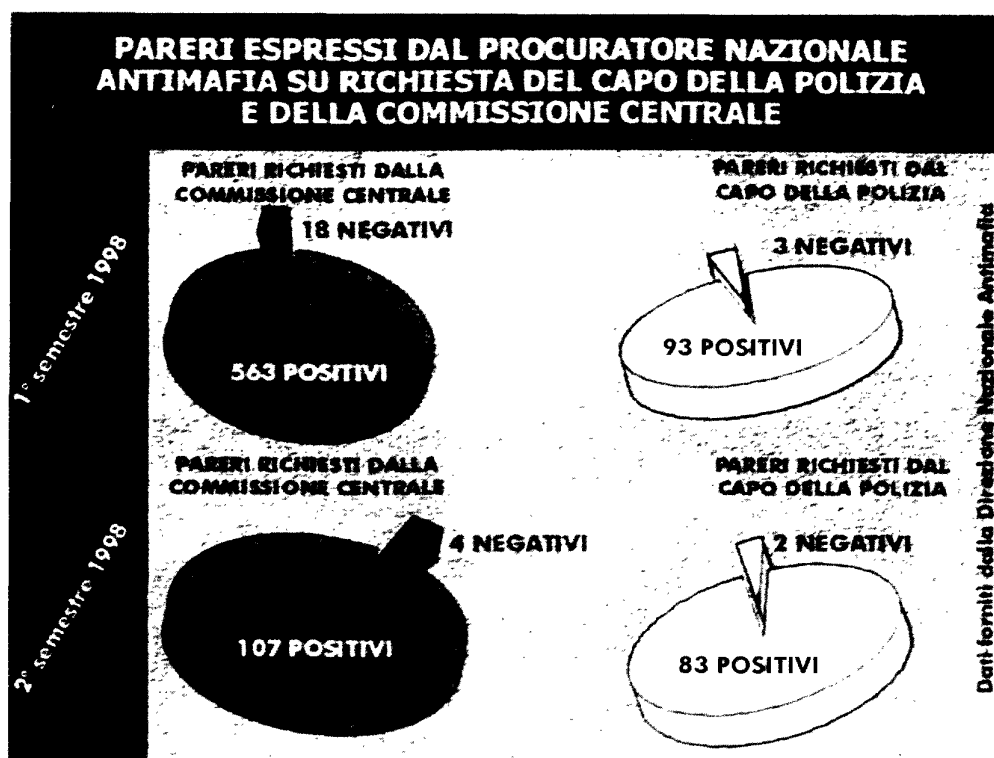 PARERI ESPRESSI DAL PROCURATORE NAZIONALE
ANTIMAFIA SU RICHIESTA DEL CAPO DELLA POLIZIA
E DELLA COMMISSIONE CENTRALE
1° semestre 1998
PARERI RICHIESTI DALLA
COMMISSIONE CENTRALE
18 NEGATIVI
563 POSITIVI
PARERI RICHIESTI DAL
CAPO DELLA POLIZIA
3 NEGATIVI
93 POSITIVI
2° semestre 1998
PARERI RICHIESTI DALLA
COMMISSIONE CENTRALE
4 NEGATIVI
107 POSITIVI
PARERI RICHIESTI DAL
CAPO DELLA POLIZIA
2 NEGATIVI
83 POSITIVI
Dati forniti dalla Direzione Nazionale Antimafia